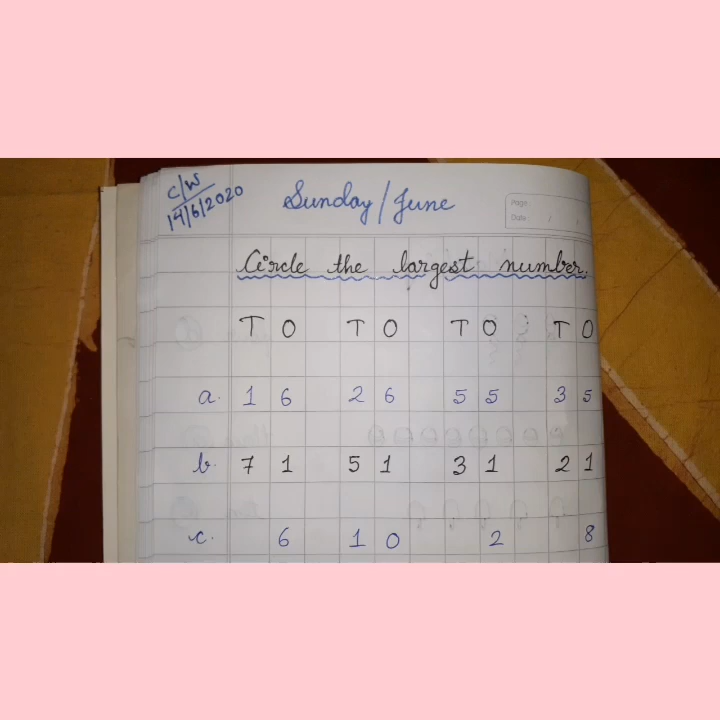 C/W
14/6/2020
Sunday/June
Page :
Date : / /
Circle the largest number.
T O T O T O T O
a. 1 6 2 6 5 5 3 5
b. 7 1 5 1 3 1 2 1
c. 6 1 0 2 8